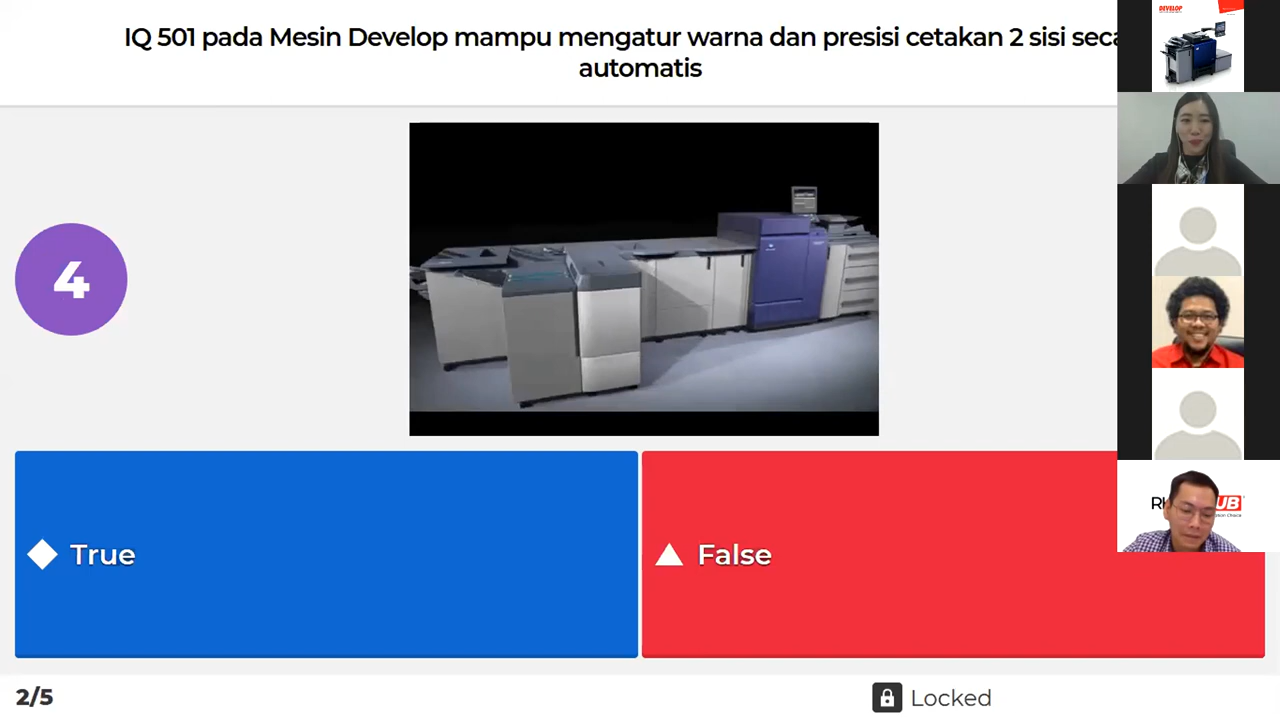 IQ 501 pada Mesin Develop mampu mengatur warna dan presisi cetakan 2 sisi
automatis
DEVELOP
4
True
False
UB
2/5
Locked